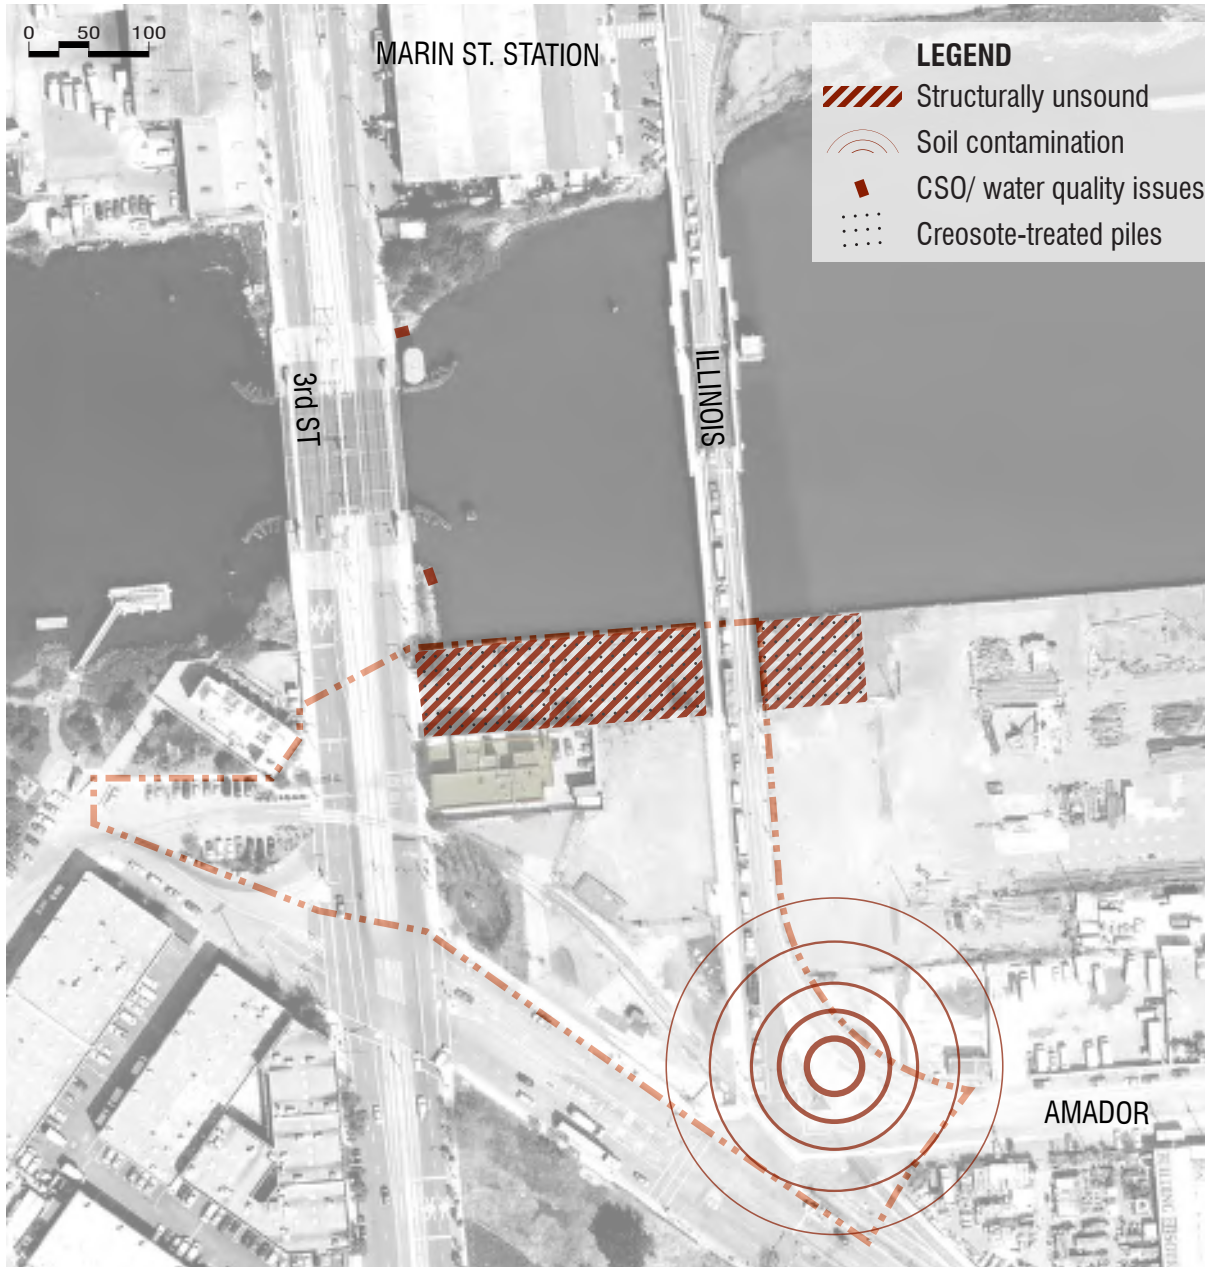 0 50 100
MARIN ST. STATION
LEGEND
Structurally unsound
Soil contamination
CSO/ water quality issues
Creosote-treated piles
3rd ST
ILLINOIS
AMADOR